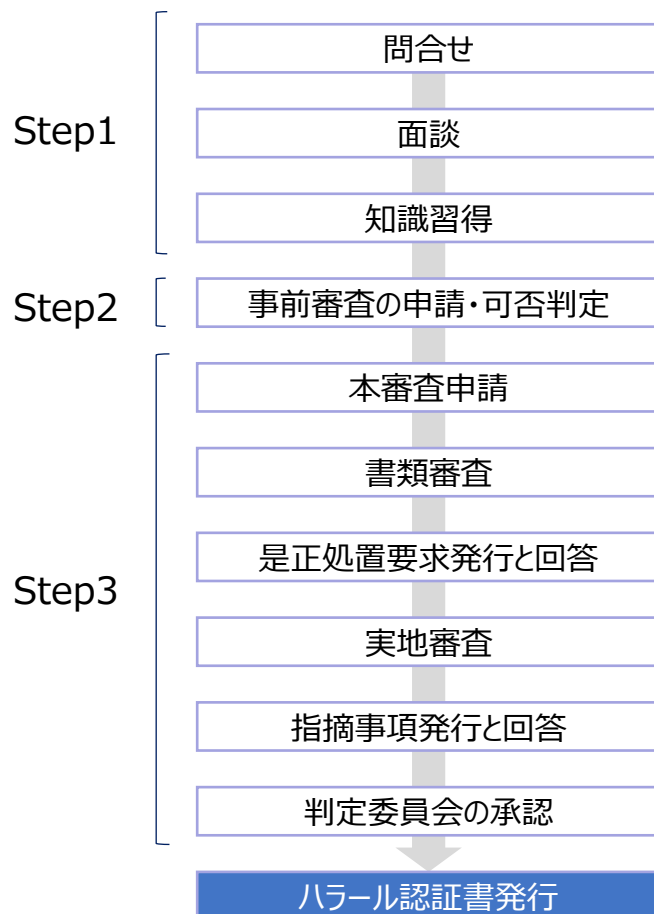 Step1
問合せ
面談
知識習得
Step2
事前審査の申請・可否判定
Step3
本審査申請
書類審査
是正処置要求発行と回答
実地審査
指摘事項発行と回答
判定委員会の承認
ハラール認証書発行